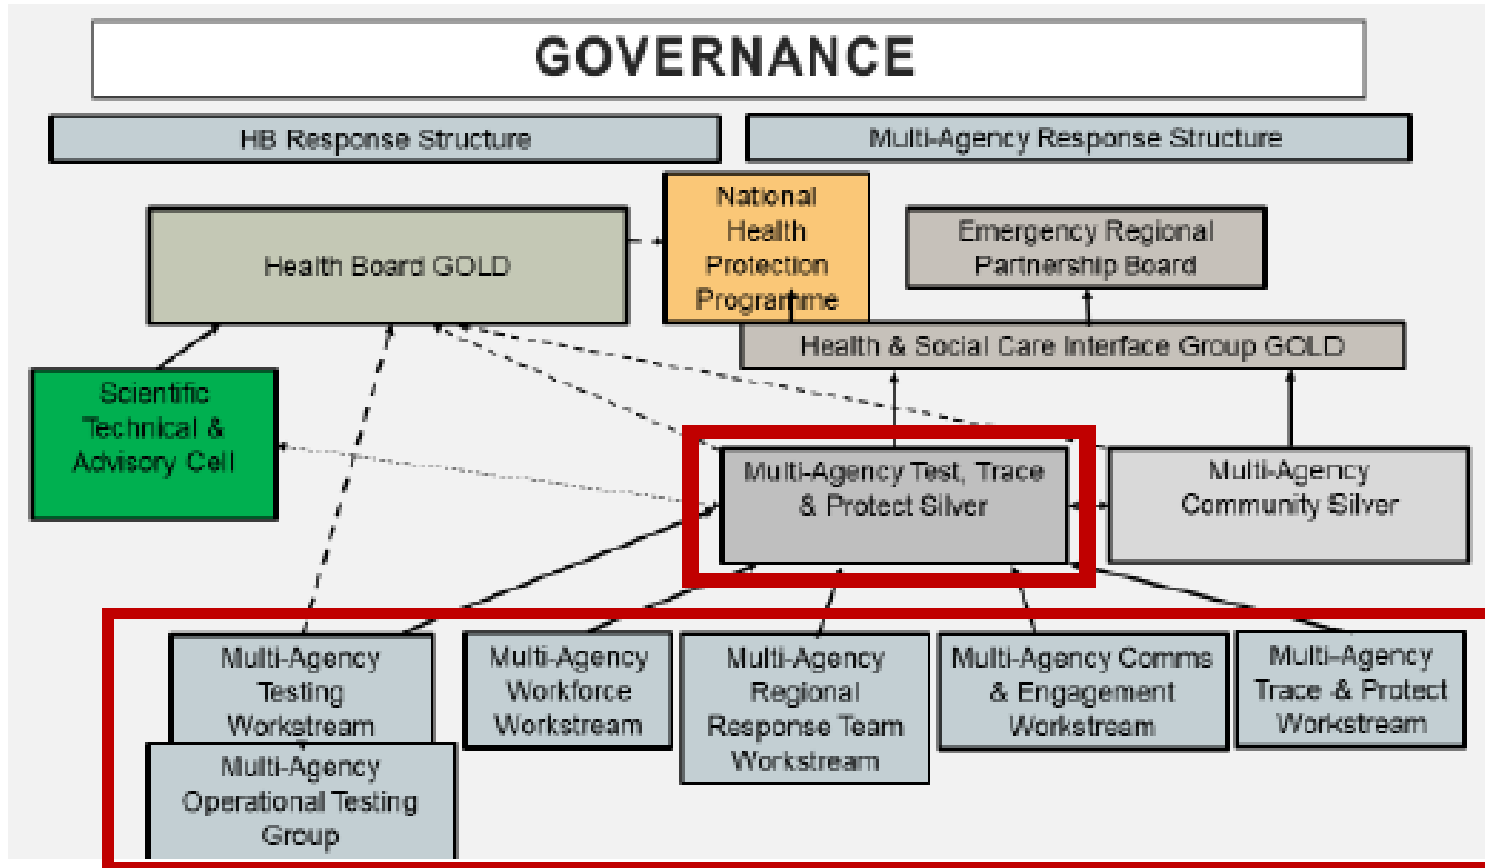 GOVERNANCE
HB Response Structure
Multi-Agency Response Structure
National
Health
Protection
Programme
Emergency Regional
Partnership Board
Health Board GOLD
Health & Social Care Interface Group GOLD
Scientific
Technical &
Advisory Cell
Multi-Agency Test, Trace
& Protect Silver
Multi-Agency
Community Silver
Multi-Agency
Testing
Workstream
Multi-Agency
Workforce
Workstream
Multi-Agency
Regional
Response Team
Workstream
Multi-Agency Comms
& Engagement
Workstream
Multi-Agency
Trace & Protect
Workstream
Multi-Agency
Operational Testing
Group